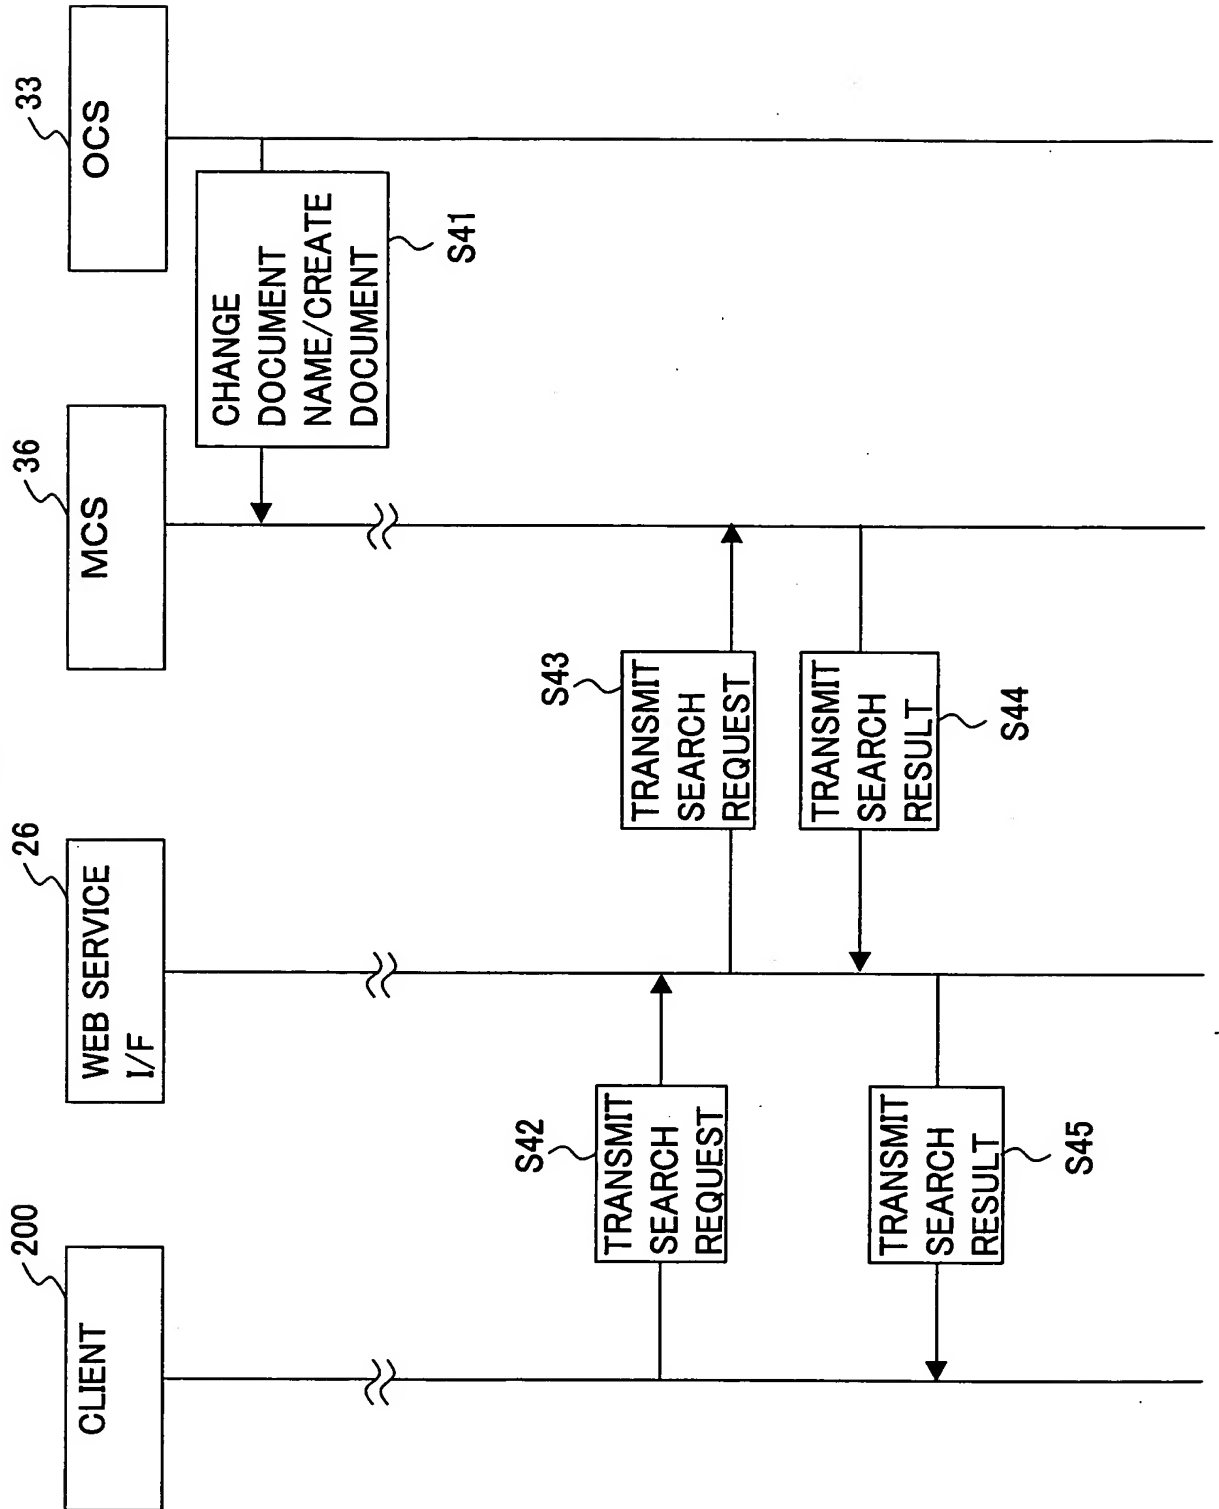 200
CLIENT
26
WEB SERVICE
I/F
36
MCS
33
OCS
CHANGE
DOCUMENT
NAME/CREATE
DOCUMENT
S41
S42
TRANSMIT
SEARCH
REQUEST
S43
TRANSMIT
SEARCH
REQUEST
TRANSMIT
SEARCH
RESULT
S44
TRANSMIT
SEARCH
RESULT
S45